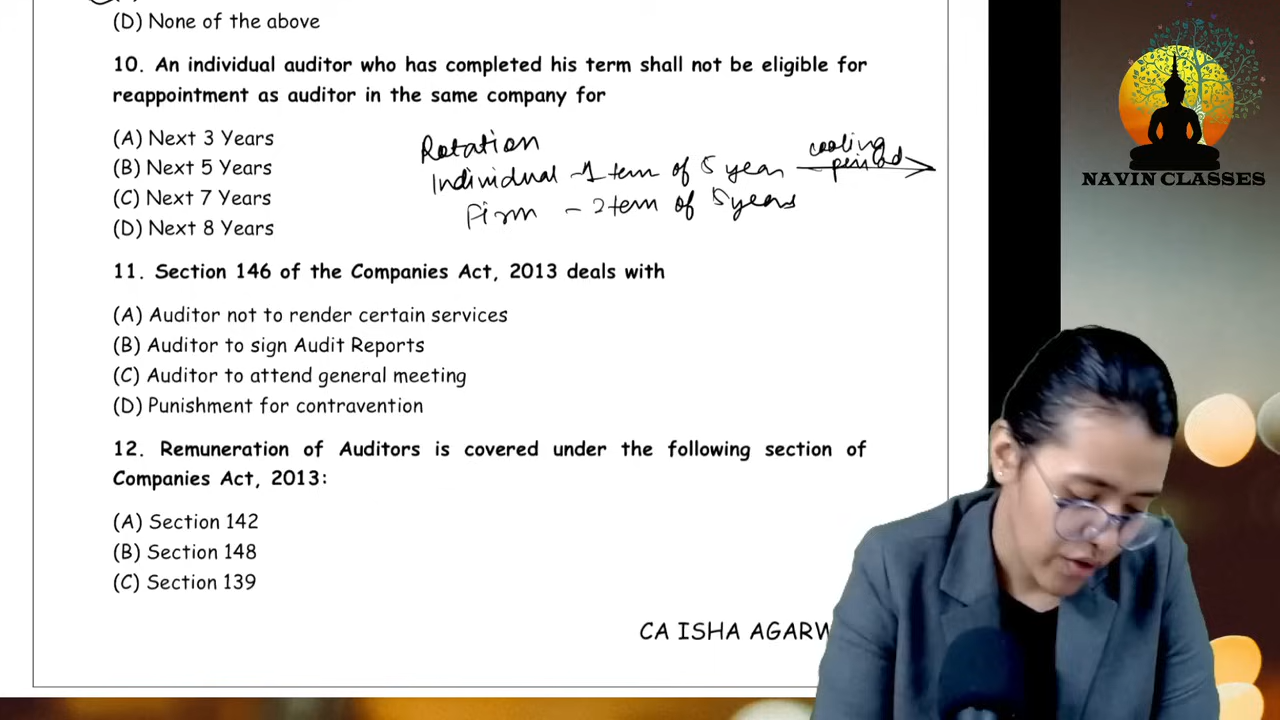 (D) None of the above
10. An individual auditor who has completed his term shall not be eligible for
reappointment as auditor in the same company for
(A) Next 3 Years
(B) Next 5 Years
(C) Next 7 Years
(D) Next 8 Years
Rotation
Individual - 1 term of 5 year
cooling
period
Firm - 2 term of 5 years
11. Section 146 of the Companies Act, 2013 deals with
(A) Auditor not to render certain services
(B) Auditor to sign Audit Reports
(C) Auditor to attend general meeting
(D) Punishment for contravention
12. Remuneration of Auditors is covered under the following section of
Companies Act, 2013:
(A) Section 142
(B) Section 148
(C) Section 139
CA ISHA AGARW
NAVIN CLASSES